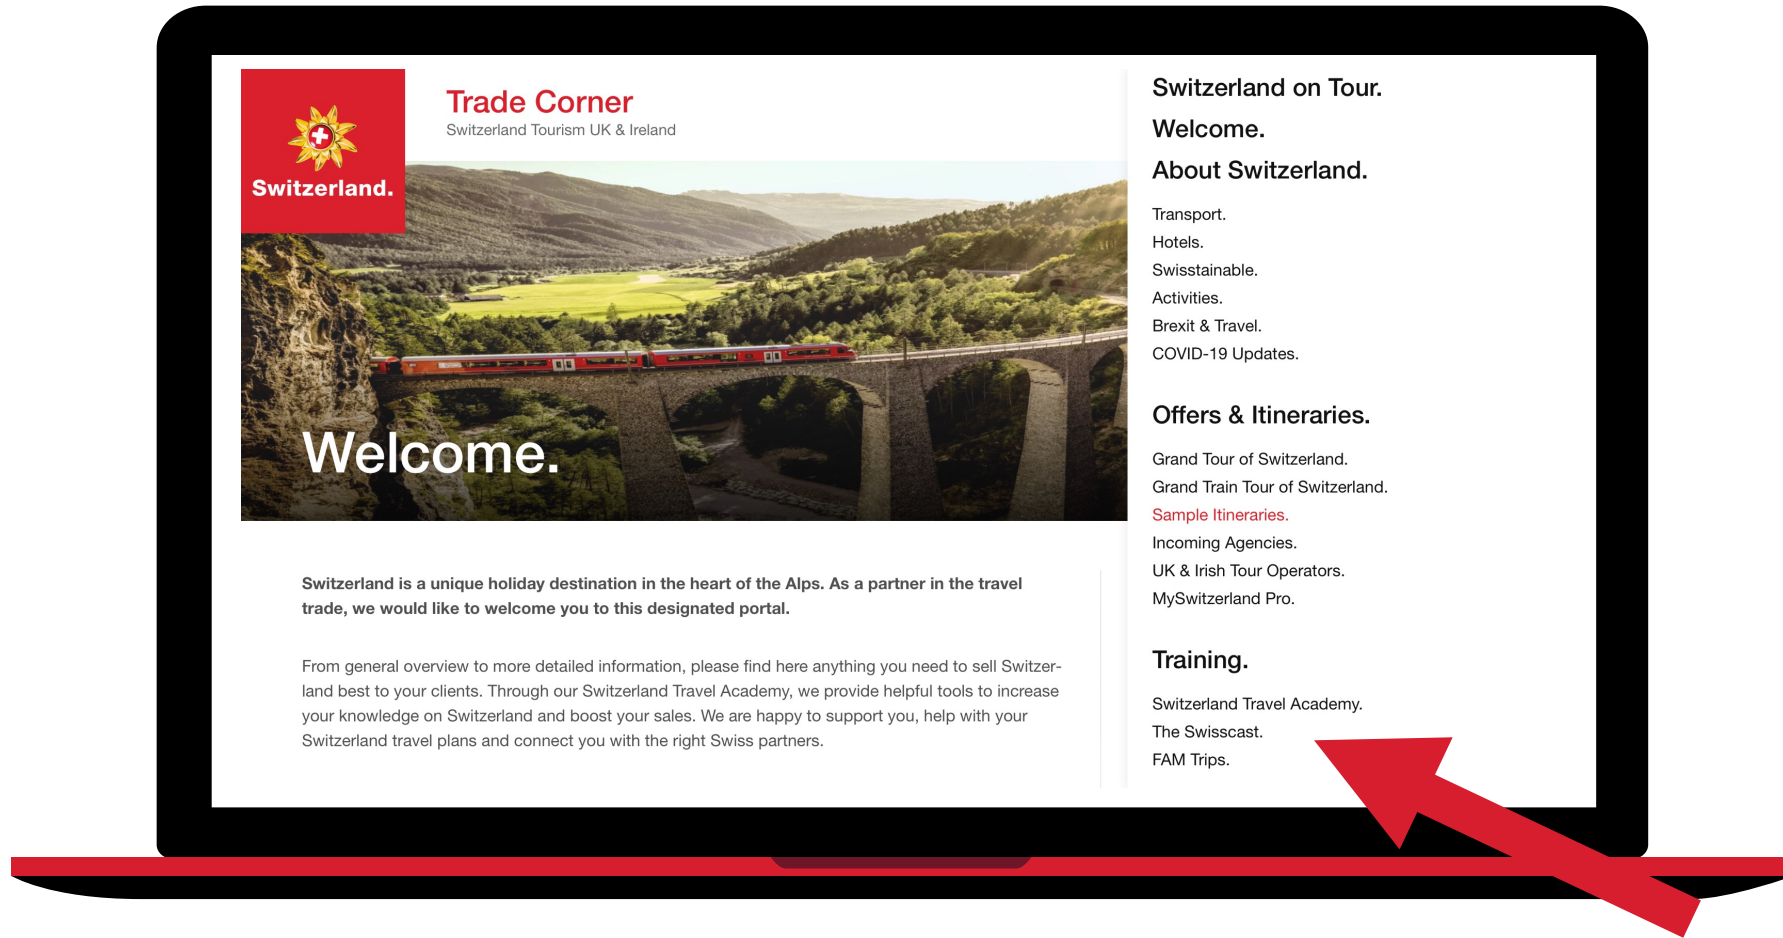 Switzerland.
Trade Corner
Switzerland Tourism UK & Ireland
Welcome.
Switzerland is a unique holiday destination in the heart of the Alps. As a partner in the travel
trade, we would like to welcome you to this designated portal.
From general overview to more detailed information, please find here anything you need to sell Switzer-
land best to your clients. Through our Switzerland Travel Academy, we provide helpful tools to increase
your knowledge on Switzerland and boost your sales. We are happy to support you, help with your
Switzerland travel plans and connect you with the right Swiss partners.
Switzerland on Tour.
Welcome.
About Switzerland.
Transport.
Hotels.
Swisstainable.
Activities.
Brexit & Travel.
COVID-19 Updates.
Offers & Itineraries.
Grand Tour of Switzerland.
Grand Train Tour of Switzerland.
Sample Itineraries.
Incoming Agencies.
UK & Irish Tour Operators.
MySwitzerland Pro.
Training.
Switzerland Travel Academy.
The Swisscast.
FAM Trips.